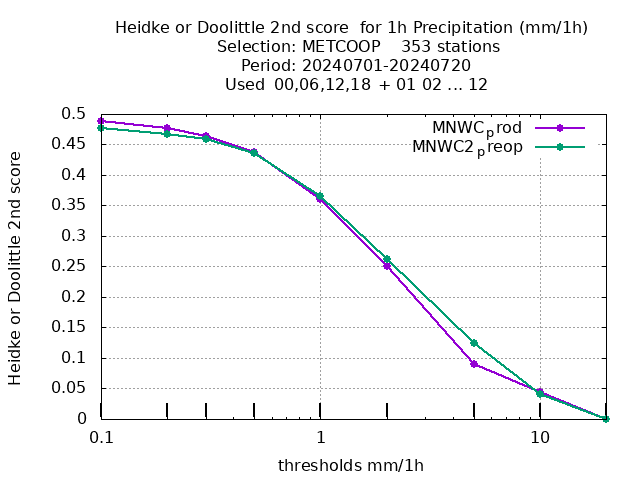 Heidke or Doolittle 2nd score  for 1h Precipitation (mm/1h)
Selection: METCOOP    353 stations
Period: 20240701-20240720
Used  00,06,12,18  + 01 02 ... 12
MNWCprod
MNWC2preop
Heidke or Doolittle 2nd score
0.5
0.45
0.4
0.35
0.3
0.25
0.2
0.15
0.1
0.05
0
0.1
1
10
thresholds mm/1h